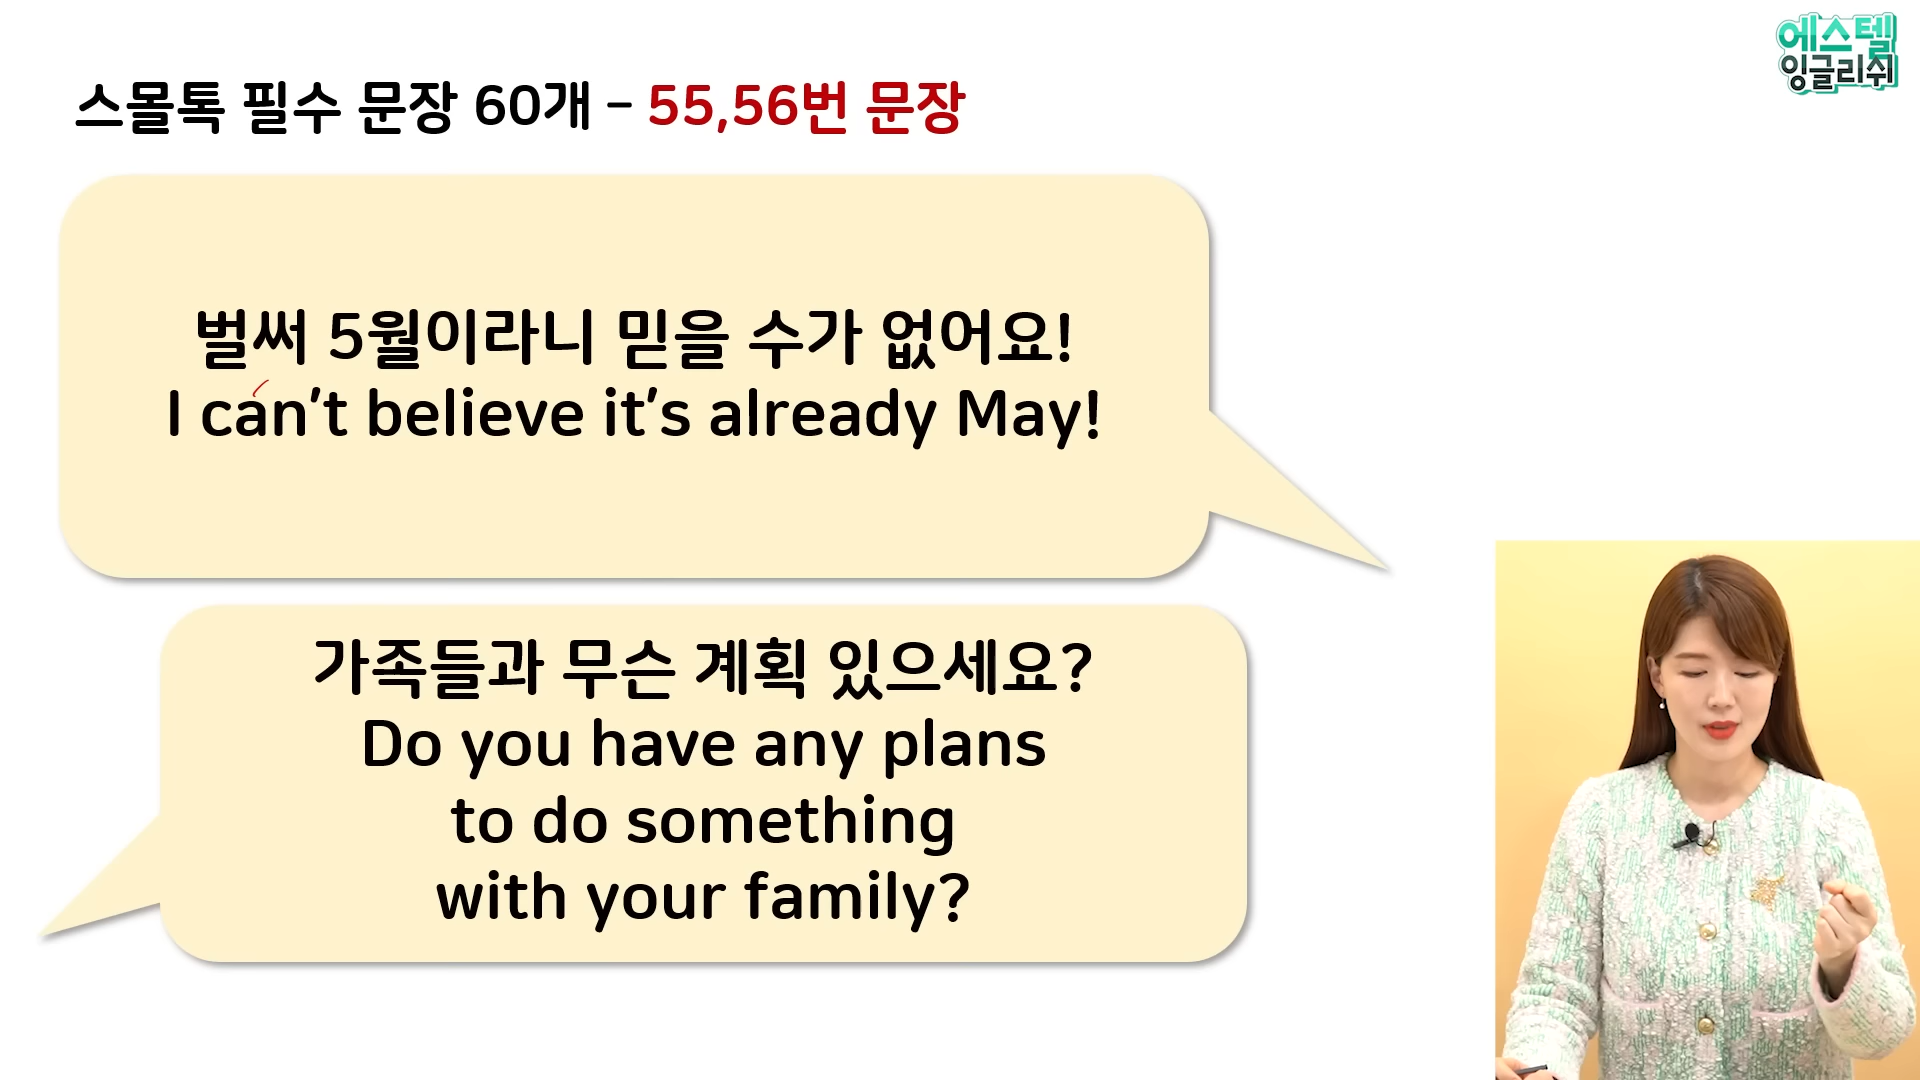 에스텔
잉글리쉬
스몰톡 필수 문장 60개 – 55,56번 문장
벌써 5월이라니 믿을 수가 없어요!
I can't believe it's already May!
가족들과 무슨 계획 있으세요?
Do you have any plans
to do something
with your family?